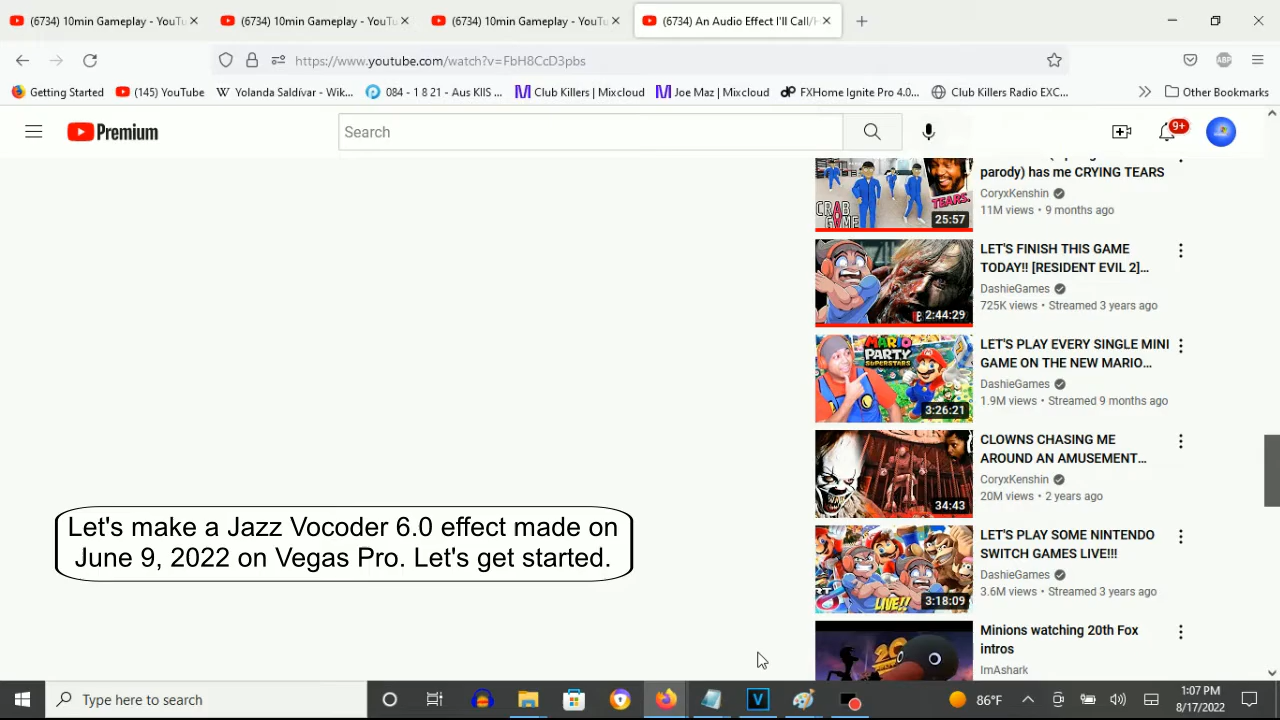 (6734) 10min Gameplay - YouTu
(6734) 10min Gameplay - YouTu
(6734) 10min Gameplay - YouTu
(6734) An Audio Effect I'll Call/H
https://www.youtube.com/watch?v=FbH8CcD3pbs
ABP
Getting Started
(145) YouTube
W Yolanda Saldívar - Wik...
084 - 1 8 21 - Aus KIIS ...
Club Killers | Mixcloud
Joe Maz | Mixcloud
FXHome Ignite Pro 4.0...
Club Killers Radio EXC...
Other Bookmarks
Premium
Search
9+
parody) has me CRYING TEARS
CoryxKenshin
11M views • 9 months ago
CRAB GAME
TEARS.
25:57
LET'S FINISH THIS GAME
TODAY!! [RESIDENT EVIL 2]...
DashieGames
725K views • Streamed 3 years ago
2:44:29
LET'S PLAY EVERY SINGLE MINI
GAME ON THE NEW MARIO...
DashieGames
1.9M views • Streamed 9 months ago
MARIO
PARTY
SUPERSTARS
3:26:21
CLOWNS CHASING ME
AROUND AN AMUSEMENT...
CoryxKenshin
20M views • 2 years ago
34:43
LET'S PLAY SOME NINTENDO
SWITCH GAMES LIVE!!!
DashieGames
3.6M views • Streamed 3 years ago
LIVE!!
3:18:09
Minions watching 20th Fox
intros
ImAshark
20
Let's make a Jazz Vocoder 6.0 effect made on
June 9, 2022 on Vegas Pro. Let's get started.
Type here to search
V
86°F
1:07 PM
8/17/2022